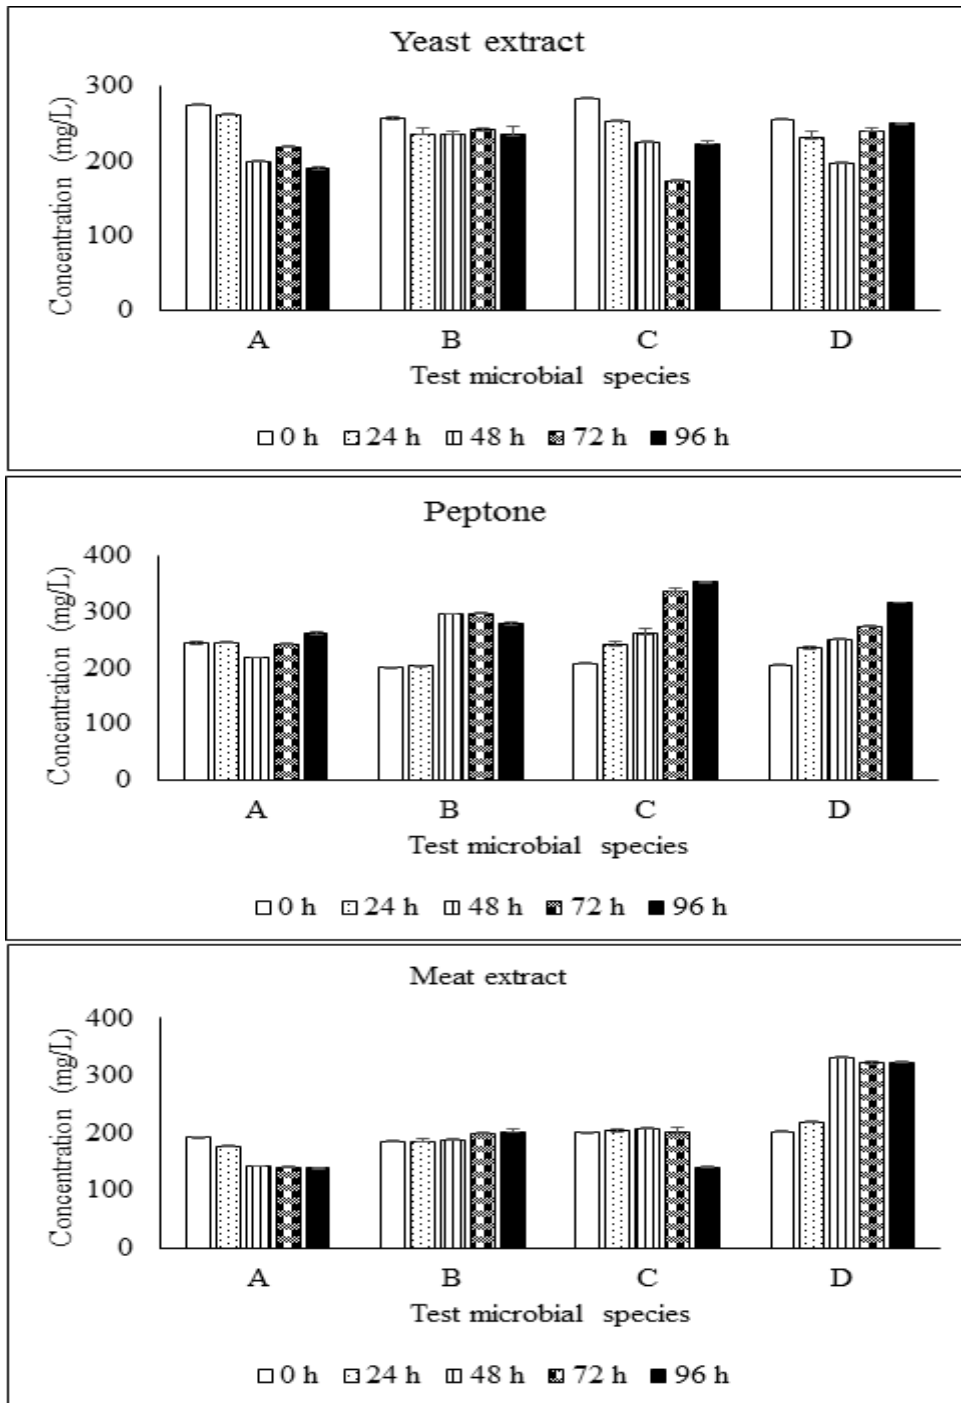 Yeast extract
Concentration (mg/L)
300
200
100
0
A B C D
Test microbial species
0 h 24 h 48 h 72 h 96 h
Peptone
Concentration (mg/L)
400
300
200
100
0
A B C D
Test microbial species
0 h 24 h 48 h 72 h 96 h
Meat extract
Concentration (mg/L)
400
300
200
100
0
A B C D
Test microbial species
0 h 24 h 48 h 72 h 96 h